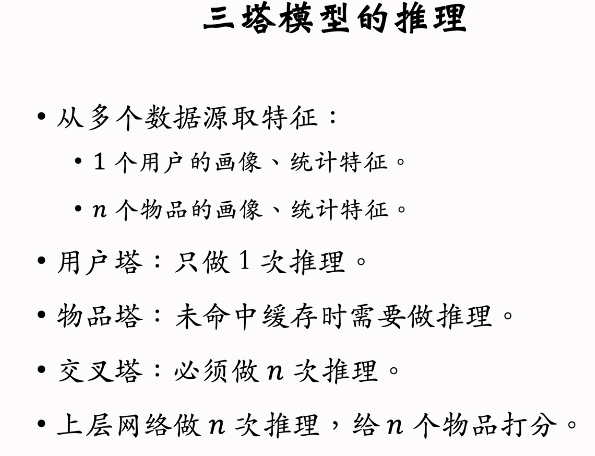 三塔模型的推理
• 从多个数据源取特征：
• 1 个用户的画像、统计特征。
• n 个物品的画像、统计特征。
• 用户塔：只做 1 次推理。
• 物品塔：未命中缓存时需要做推理。
• 交叉塔：必须做 n 次推理。
• 上层网络做 n 次推理，给 n 个物品打分。